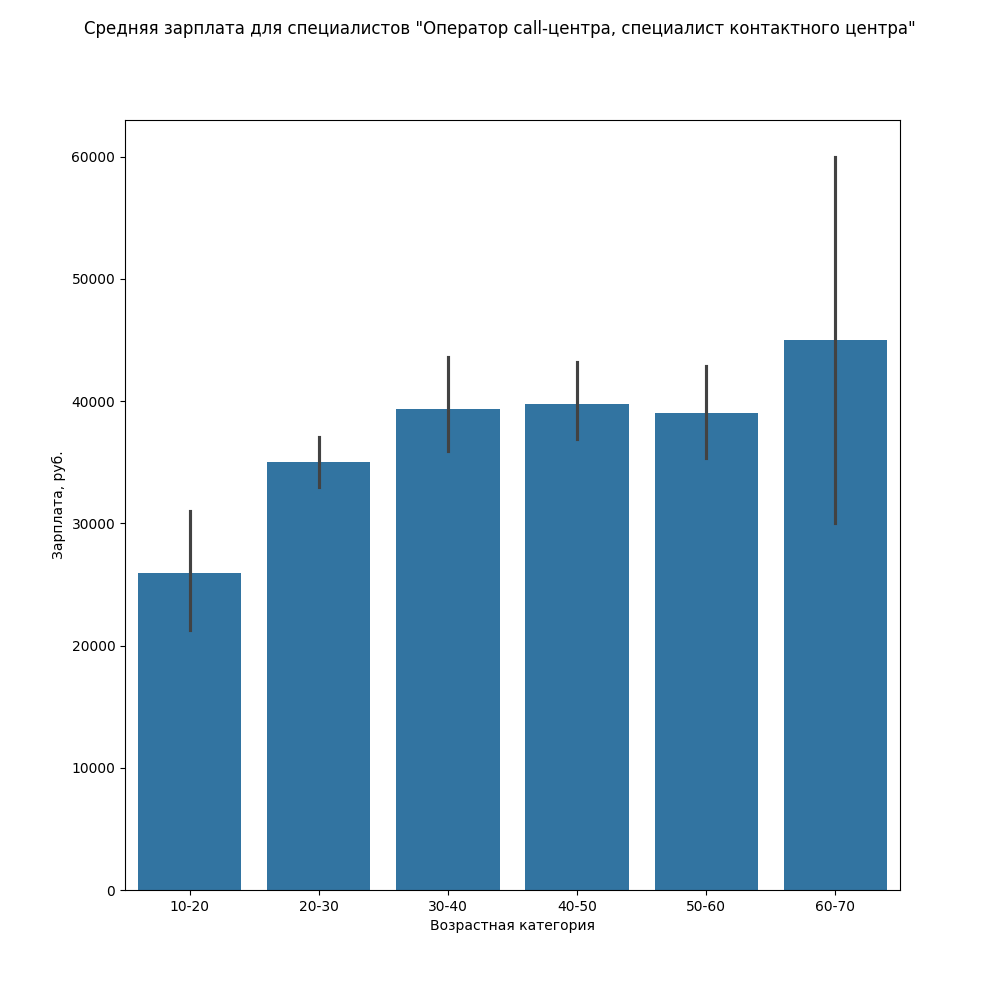 Средняя зарплата для специалистов "Оператор call-центра, специалист контактного центра"
60000
50000
40000
30000
20000
10000
0
Зарплата, руб.
10-20 20-30 30-40 40-50 50-60 60-70
Возрастная категория